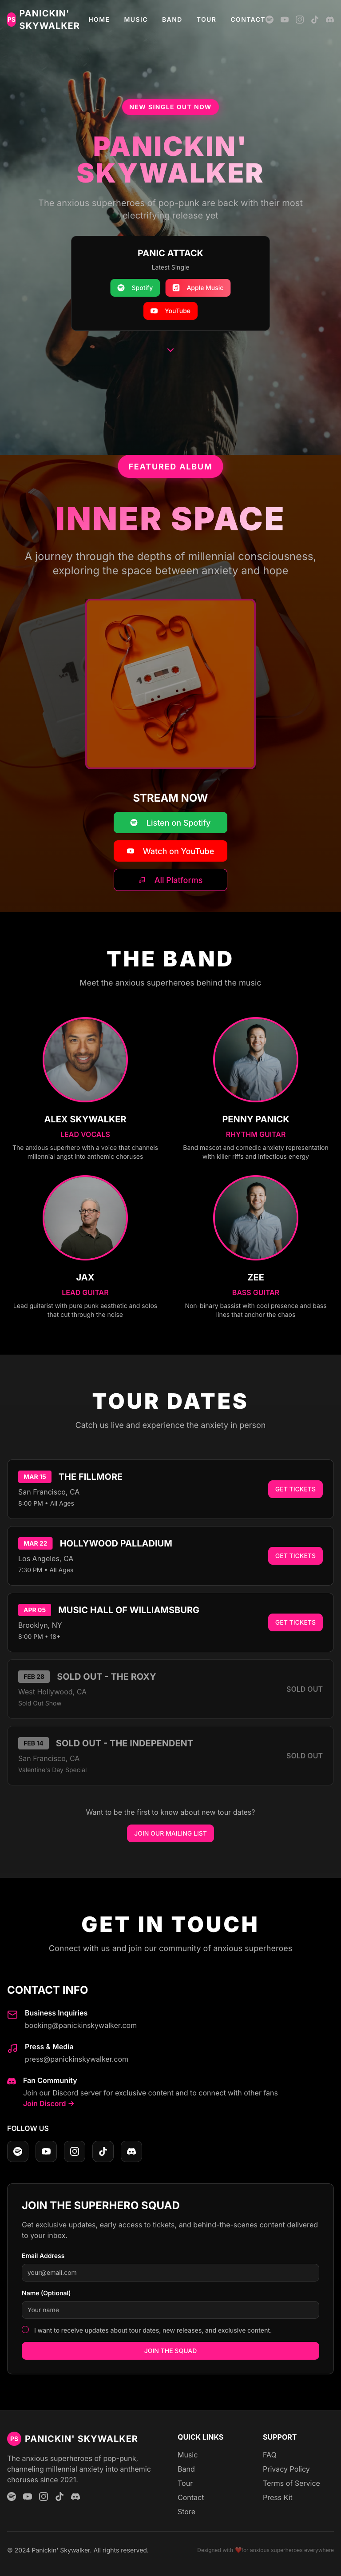 PS
PANICKIN'
SKYWALKER
HOME
MUSIC
BAND
TOUR
CONTACT
NEW SINGLE OUT NOW
PANICKIN'
SKYWALKER
The anxious superheroes of pop-punk are back with their most
electrifying release yet
PANIC ATTACK
Latest Single
Spotify
Apple Music
YouTube
FEATURED ALBUM
INNER SPACE
A journey through the depths of millennial consciousness,
exploring the space between anxiety and hope
STREAM NOW
Listen on Spotify
Watch on YouTube
All Platforms
THE BAND
Meet the anxious superheroes behind the music
ALEX SKYWALKER
LEAD VOCALS
The anxious superhero with a voice that channels
millennial angst into anthemic choruses
PENNY PANICK
RHYTHM GUITAR
Band mascot and comedic anxiety representation
with killer riffs and infectious energy
JAX
LEAD GUITAR
Lead guitarist with pure punk aesthetic and solos
that cut through the noise
ZEE
BASS GUITAR
Non-binary bassist with cool presence and bass
lines that anchor the chaos
TOUR DATES
Catch us live and experience the anxiety in person
MAR 15
THE FILLMORE
San Francisco, CA
8:00 PM • All Ages
GET TICKETS
MAR 22
HOLLYWOOD PALLADIUM
Los Angeles, CA
7:30 PM • All Ages
GET TICKETS
APR 05
MUSIC HALL OF WILLIAMSBURG
Brooklyn, NY
8:00 PM • 18+
GET TICKETS
FEB 28
SOLD OUT - THE ROXY
West Hollywood, CA
Sold Out Show
SOLD OUT
FEB 14
SOLD OUT - THE INDEPENDENT
San Francisco, CA
Valentine's Day Special
SOLD OUT
Want to be the first to know about new tour dates?
JOIN OUR MAILING LIST
GET IN TOUCH
Connect with us and join our community of anxious superheroes
CONTACT INFO
Business Inquiries
booking@panickinskywalker.com
Press & Media
press@panickinskywalker.com
Fan Community
Join our Discord server for exclusive content and to connect with other fans
Join Discord →
FOLLOW US
JOIN THE SUPERHERO SQUAD
Get exclusive updates, early access to tickets, and behind-the-scenes content delivered
to your inbox.
Email Address
your@email.com
Name (Optional)
Your name
I want to receive updates about tour dates, new releases, and exclusive content.
JOIN THE SQUAD
PS
PANICKIN' SKYWALKER
The anxious superheroes of pop-punk,
channeling millennial anxiety into anthemic
choruses since 2021.
QUICK LINKS
Music
Band
Tour
Contact
Store
SUPPORT
FAQ
Privacy Policy
Terms of Service
Press Kit
© 2024 Panickin' Skywalker. All rights reserved.
Designed with ❤️for anxious superheroes everywhere